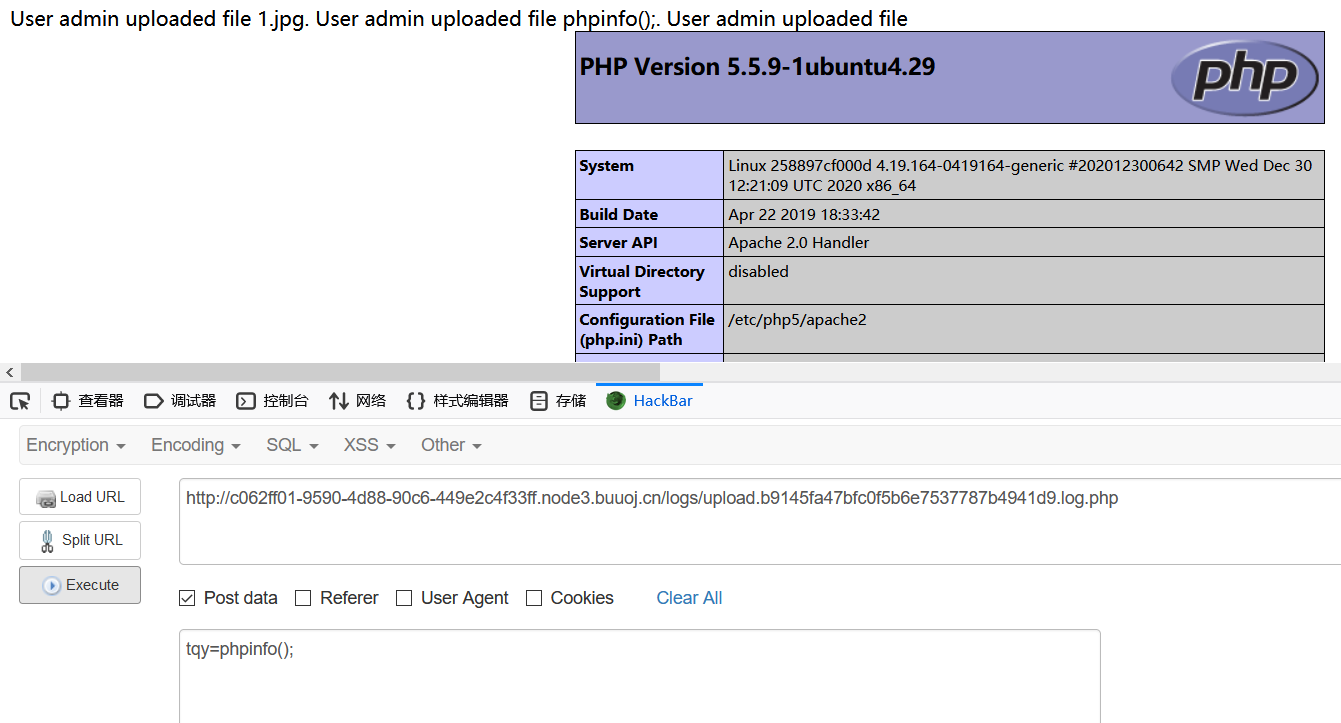 User admin uploaded file 1.jpg. User admin uploaded file phpinfo();. User admin uploaded file
PHP Version 5.5.9-1ubuntu4.29
php
System
Linux 258897cf000d 4.19.164-0419164-generic #202012300642 SMP Wed Dec 30
12:21:09 UTC 2020 x86_64
Build Date
Apr 22 2019 18:33:42
Server API
Apache 2.0 Handler
Virtual Directory
Support
disabled
Configuration File
(php.ini) Path
/etc/php5/apache2
查看器
调试器
控制台
网络
样式编辑器
存储
HackBar
Encryption
Encoding
SQL
XSS
Other
Load URL
http://c062ff01-9590-4d88-90c6-449e2c4f33ff.node3.buuoj.cn/logs/upload.b9145fa47bfc0f5b6e7537787b4941d9.log.php
Split URL
Execute
Post data
Referer
User Agent
Cookies
Clear All
tqy=phpinfo();